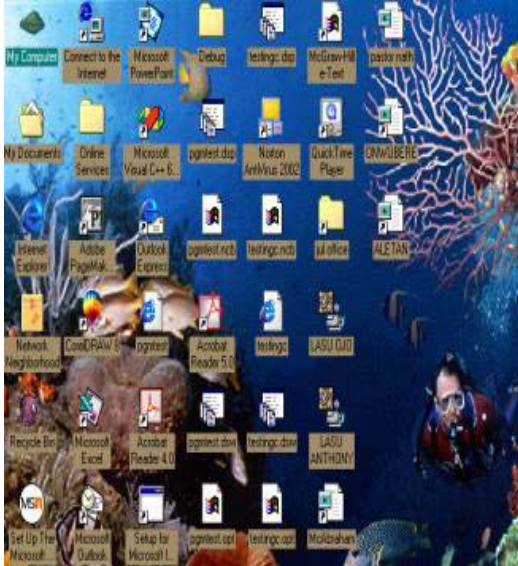 My Computer
Connect to the
Internet
Microsoft
PowerPoint
Debug
testingc.dsp
McGraw-Hill
e-Text
pastor nath
My Documents
Online
Services
Microsoft
Visual C++ 6...
pgmtest.dsp
Norton
AntiVirus 2002
QuickTime
Player
ONWUBERE
Internet
Explorer
Adobe
PageMak...
Outlook
Express
pgmtest.ncb
testingc.ncb
jul office
ALETAN
Network
Neighborhood
CorelDRAW 8
pgmtest
Acrobat
Reader 5.0
testingc
LASU OJO
Recycle Bin
Microsoft
Excel
Acrobat
Reader 4.0
pgmtest.dsw
testingc.dsw
LASU
ANTHONY
MSN
Set Up The
Microsoft ...
Microsoft
Outlook
Setup for
Microsoft I...
pgmtest.opt
testingc.opt
McAbraham